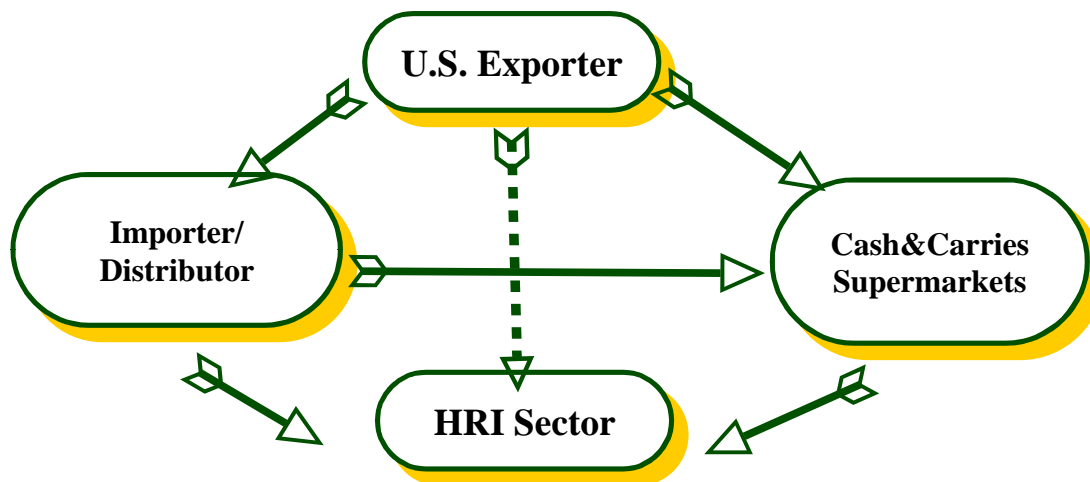 U.S. Exporter
Importer/
Distributor
Cash&Carries
Supermarkets
HRI Sector